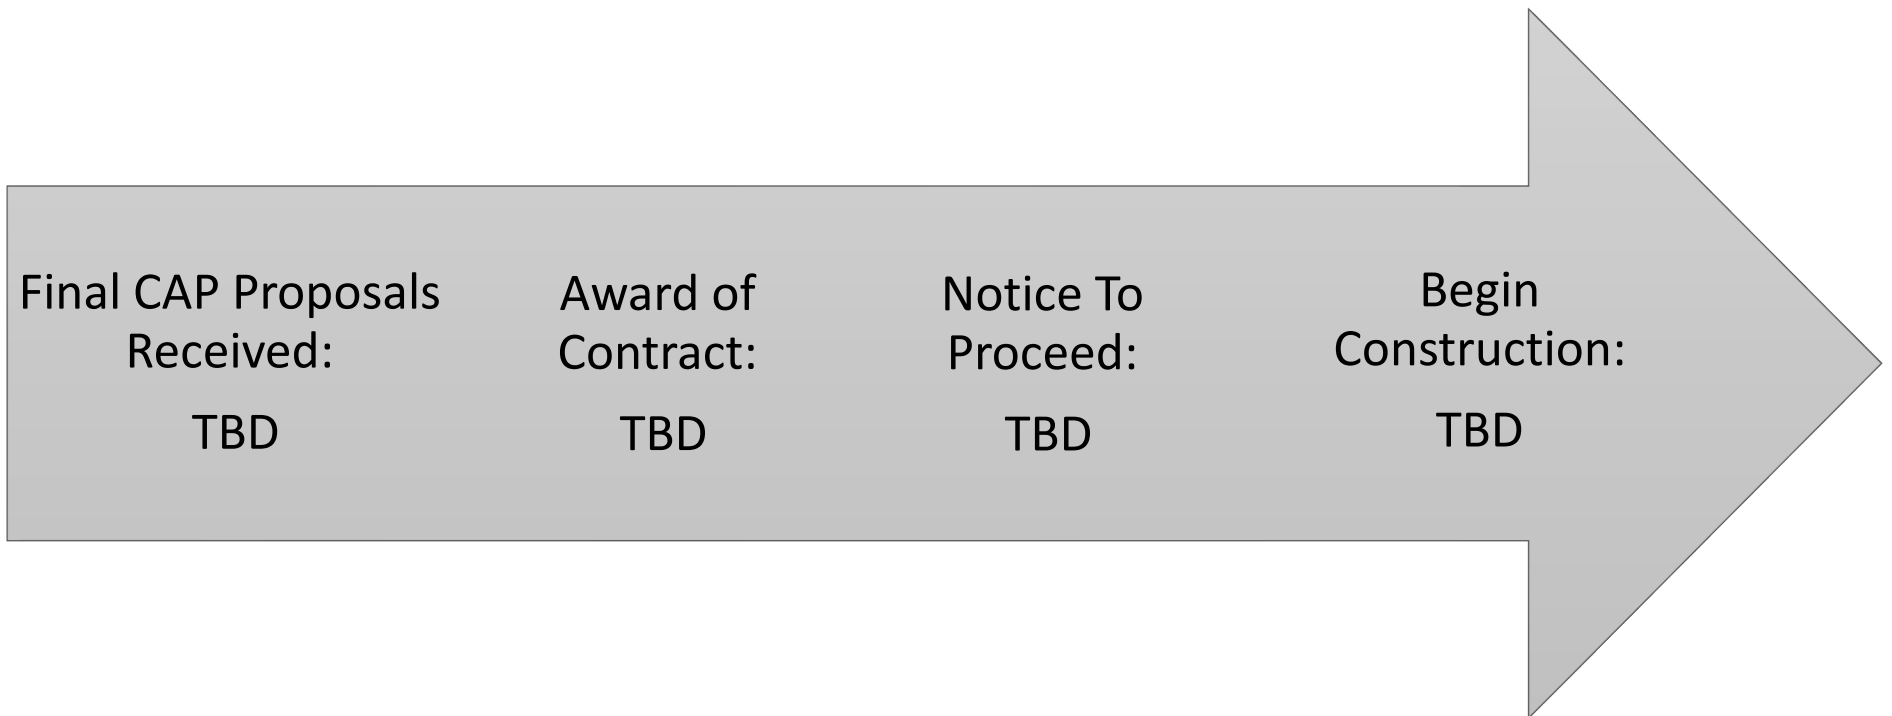 Final CAP Proposals
Received:
TBD
Award of
Contract:
TBD
Notice To
Proceed:
TBD
Begin
Construction:
TBD